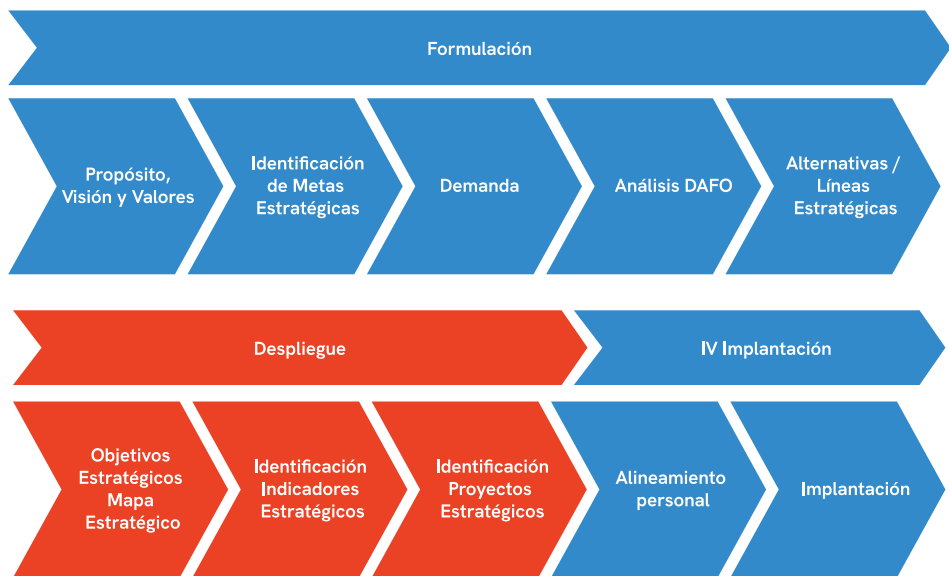 Formulación
Propósito,
Visión y Valores
Identificación
de Metas
Estratégicas
Demanda
Análisis DAFO
Alternativas /
Líneas
Estratégicas
Despliegue
IV Implantación
Objetivos
Estratégicos
Mapa
Estratégico
Identificación
Indicadores
Estratégicos
Identificación
Proyectos
Estratégicos
Alineamiento
personal
Implantación